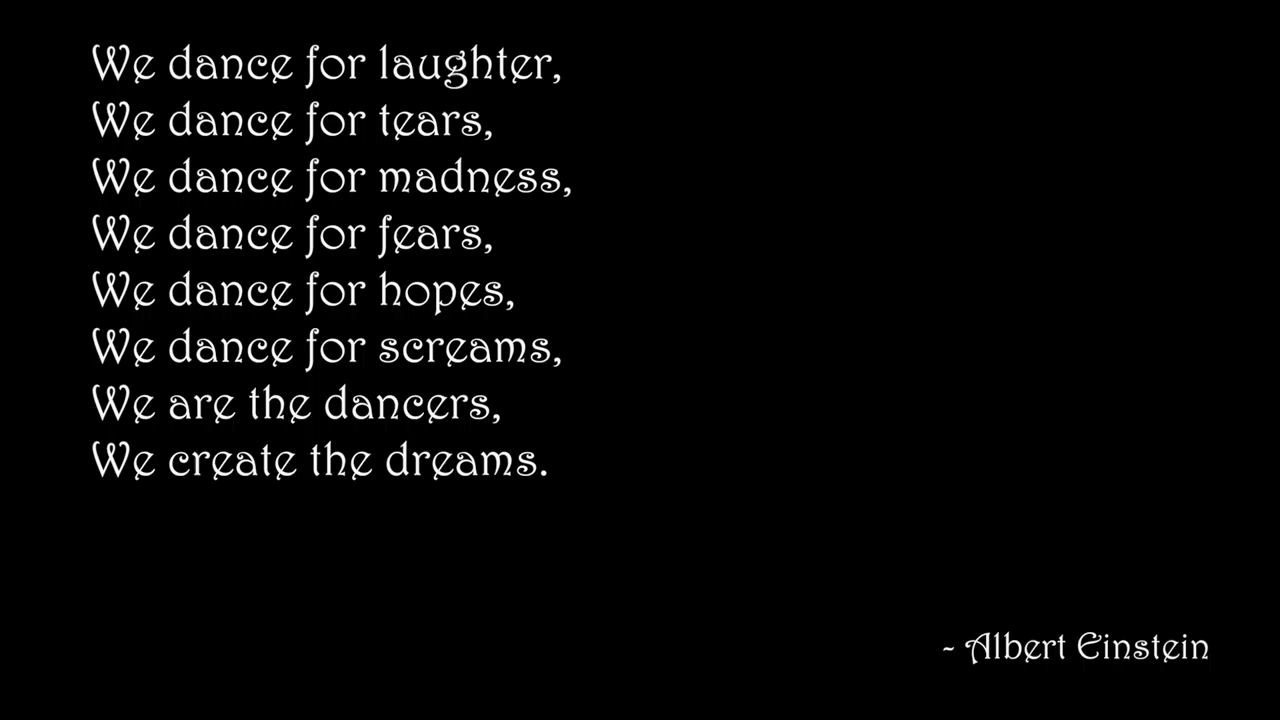 We dance for laughter,
We dance for tears,
We dance for madness,
We dance for fears,
We dance for hopes,
We dance for screams,
We are the dancers,
We create the dreams.
- Albert Einstein